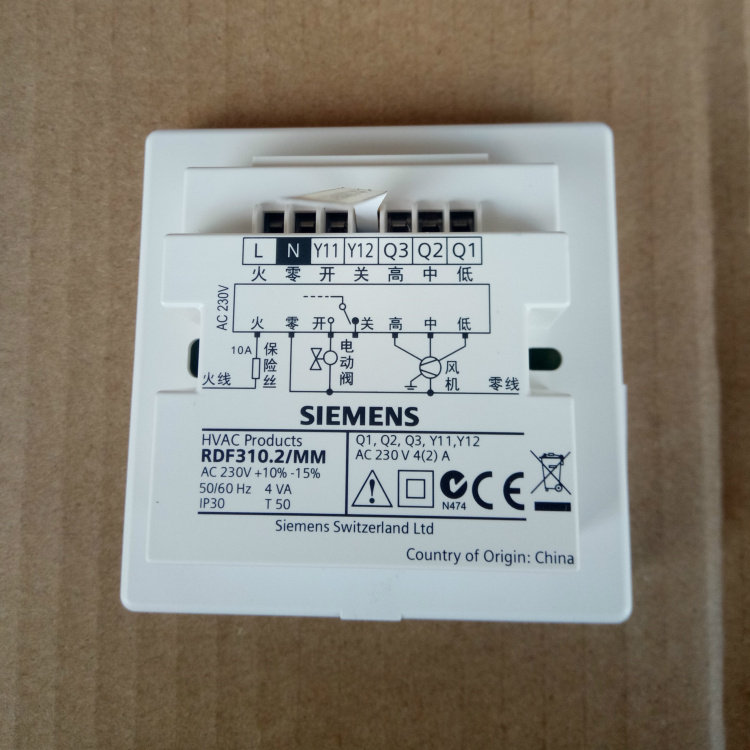 L N Y11 Y12 Q3 Q2 Q1
火 零 开 关 高 中 低
AC 230V
火 零 开 关 高 中 低
10A 保险丝
电动阀
风机
火线
零线
SIEMENS
HVAC Products
RDF310.2/MM
AC 230V +10% -15%
50/60 Hz 4 VA
IP30 T 50
Q1, Q2, Q3, Y11,Y12
AC 230 V 4(2) A
N474
CE
Siemens Switzerland Ltd
Country of Origin: China